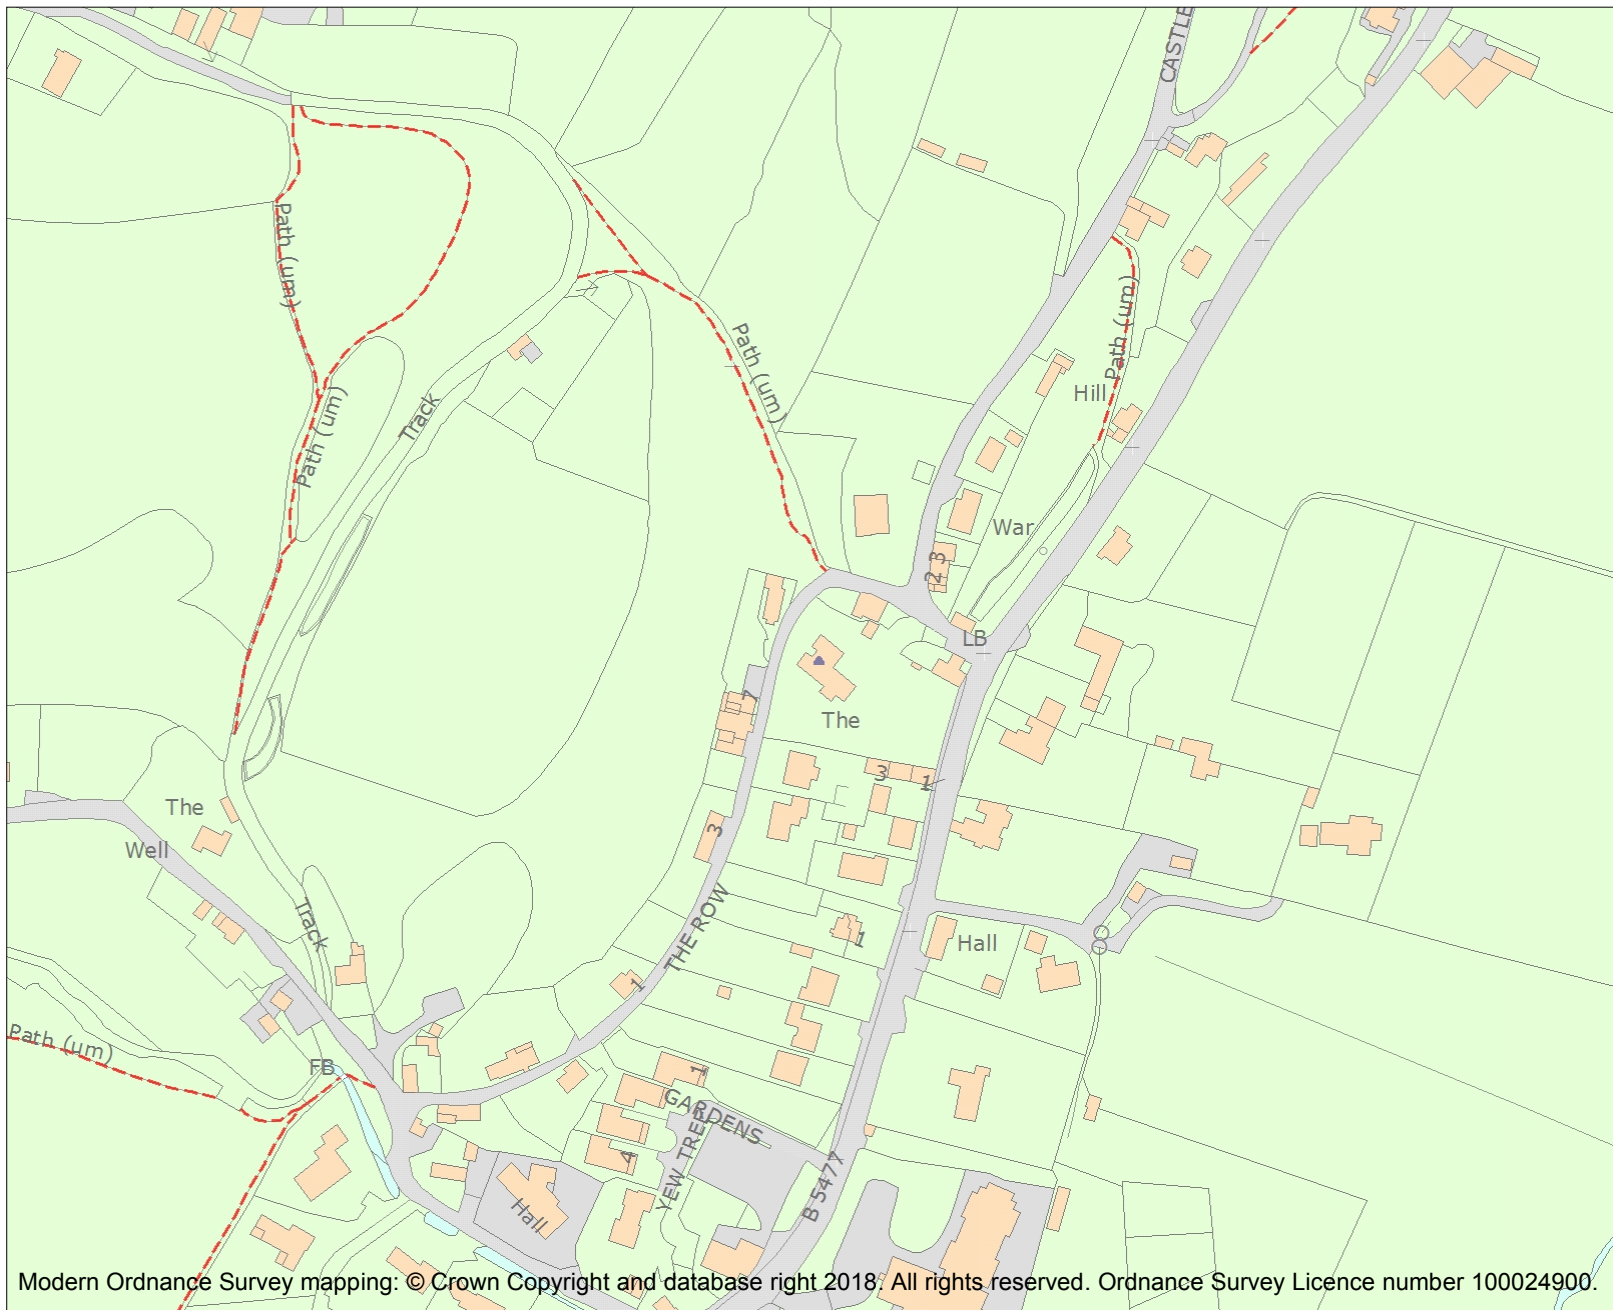 CASTLE
Path (um)
Path (um)
Path (um)
Hill
Path (um)
Track
War
2 3
LB
7
The
3
1
The
3
Well
THE ROW
Track
1
Hall
1
Path (um)
FB
1
GARDENS
YEW TREE
4
B 5477
Hall
Modern Ordnance Survey mapping: © Crown Copyright and database right 2018. All rights reserved. Ordnance Survey Licence number 100024900.